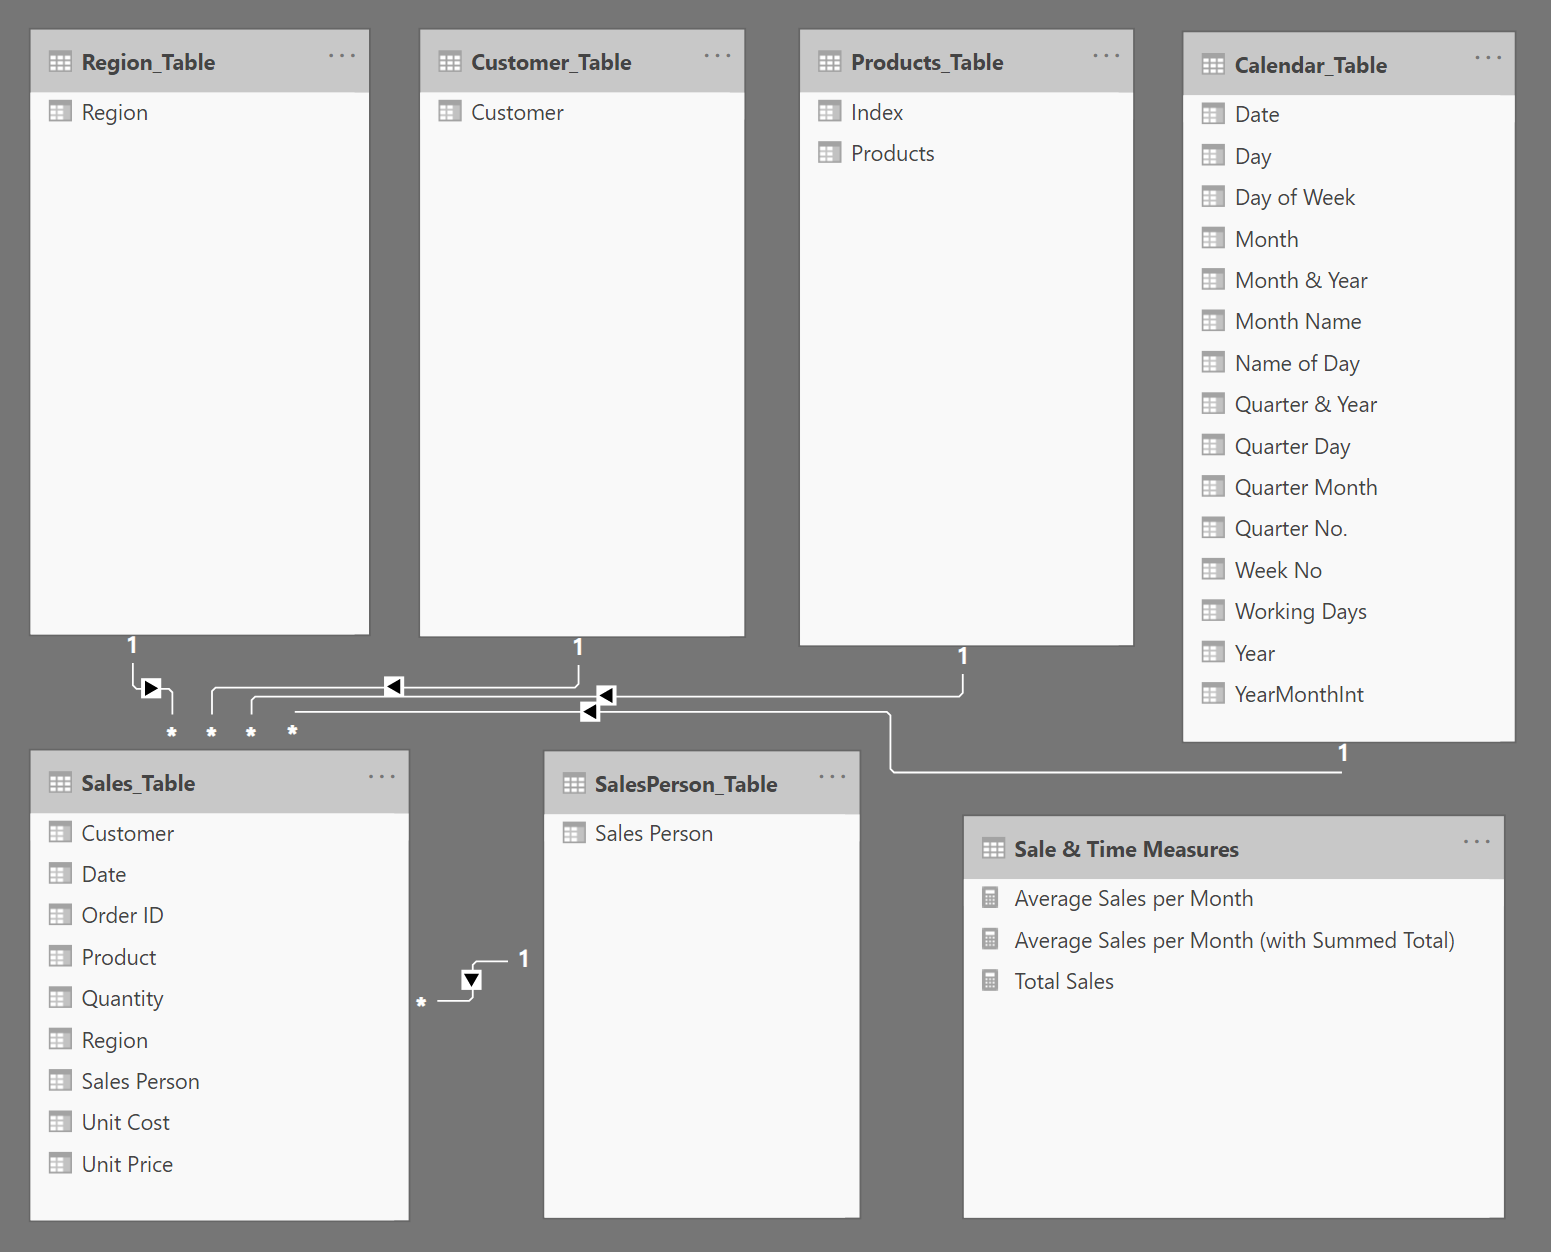 Region_Table
Region
Customer_Table
Customer
Products_Table
Index
Products
Calendar_Table
Date
Day
Day of Week
Month
Month & Year
Month Name
Name of Day
Quarter & Year
Quarter Day
Quarter Month
Quarter No.
Week No
Working Days
Year
YearMonthInt
1
1
1
1
*
*
*
*
Sales_Table
Customer
Date
Order ID
Product
Quantity
Region
Sales Person
Unit Cost
Unit Price
*
1
SalesPerson_Table
Sales Person
Sale & Time Measures
Average Sales per Month
Average Sales per Month (with Summed Total)
Total Sales